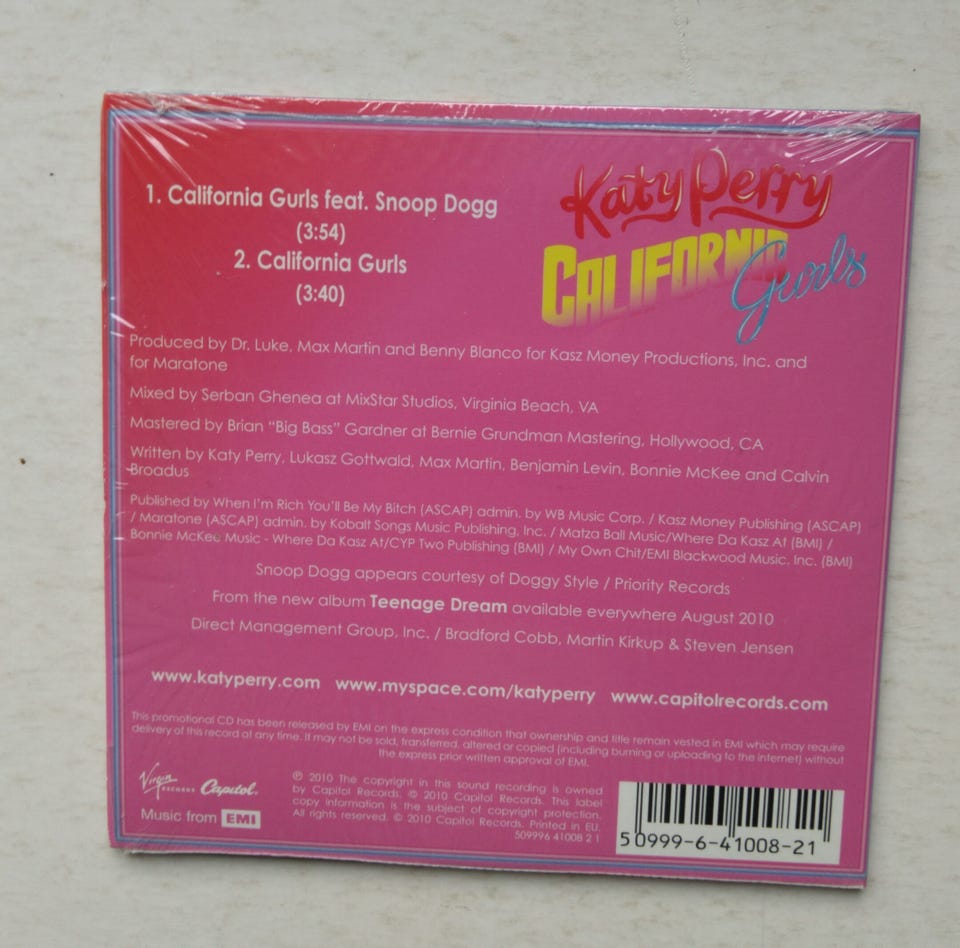 1. California Gurls feat. Snoop Dogg
(3:54)
2. California Gurls
(3:40)
Katy Perry
CALIFORNIA
Gurls
Produced by Dr. Luke, Max Martin and Benny Blanco for Kasz Money Productions, Inc. and
for Maratone
Mixed by Serban Ghenea at MixStar Studios, Virginia Beach, VA
Mastered by Brian “Big Bass” Gardner at Bernie Grundman Mastering, Hollywood, CA
Written by Katy Perry, Lukasz Gottwald, Max Martin, Benjamin Levin, Bonnie McKee and Calvin
Broadus
Published by When I'm Rich You'll Be My Bitch (ASCAP) admin. by WB Music Corp. / Kasz Money Publishing (ASCAP)
/ Maratone (ASCAP) admin. by Kobalt Songs Music Publishing, Inc. / Matza Ball Music/Where Da Kasz At (BMI) /
Bonnie McKee Music - Where Da Kasz At/CYP Two Publishing (BMI) / My Own Chit/EMI Blackwood Music, Inc. (BMI)
Snoop Dogg appears courtesy of Doggy Style / Priority Records
From the new album Teenage Dream available everywhere August 2010
Direct Management Group, Inc. / Bradford Cobb, Martin Kirkup & Steven Jensen
www.katyperry.com www.myspace.com/katyperry www.capitolrecords.com
This promotional CD has been released by EMI on the express condition that ownership and title remain vested in EMI which may require
delivery of this record at any time. It may not be sold, transferred, altered or copied (including burning or uploading to the internet) without
the express prior written approval of EMI.
Virgin RECORDS Capitol.
Music from EMI
℗ 2010 The copyright in this sound recording is owned
by Capitol Records. © 2010 Capitol Records. This label
copy information is the subject of copyright protection.
All rights reserved. © 2010 Capitol Records. Printed in EU.
509996 41008 2 1
5 0999-6-41008-21